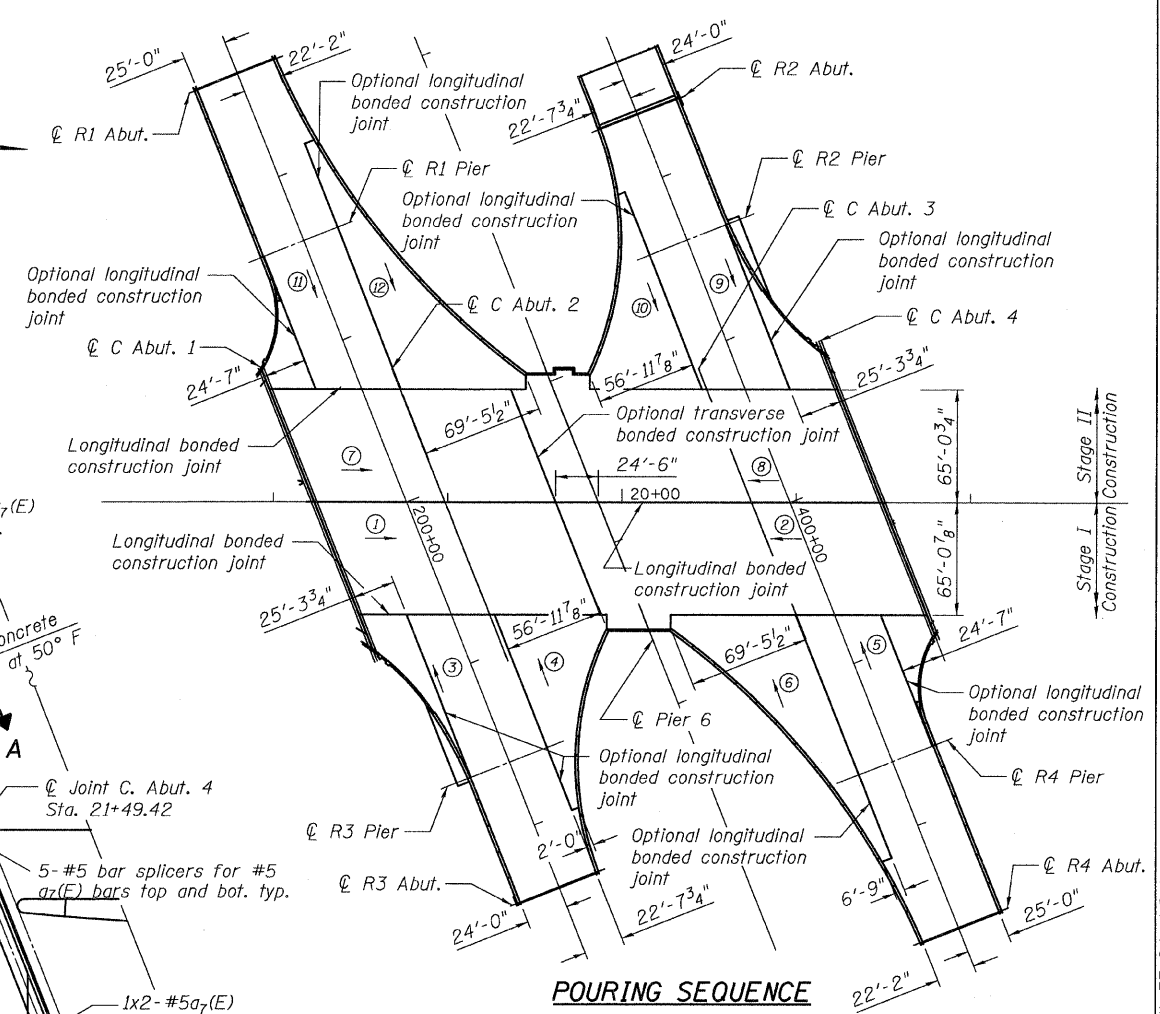 25'-0"
22'-2"
24'-0"
Optional longitudinal
bonded construction
joint
℄ R2 Abut.
℄ R1 Abut.
22'-7¾"
℄ R1 Pier
℄ R2 Pier
Optional longitudinal
bonded construction
joint
℄ C Abut. 3
Optional longitudinal
bonded construction
joint
Optional longitudinal
bonded construction
joint
11
12
9
10
℄ C Abut. 2
℄ C Abut. 4
℄ C Abut. 1
24'-7"
56'-11⅞"
25'-3¾"
69'-5½"
Optional transverse
bonded construction joint
Longitudinal bonded
construction joint
7
8
24'-6"
65'-0¾"
Stage II
Construction
20+00
a7(E)
1
200+00
2
400+00
Longitudinal bonded
construction joint
Longitudinal bonded
construction joint
65'-0⅞"
Stage I
Construction
25'-3¾"
56'-11⅞"
69'-5½"
24'-7"
oncrete
at 50° F
3
4
5
6
A
℄ Pier 6
Optional longitudinal
bonded construction
joint
Optional longitudinal
bonded construction
joint
℄ Joint C. Abut. 4
Sta. 21+49.42
℄ R4 Pier
℄ R3 Pier
2'-0"
Optional longitudinal
bonded construction
joint
5-#5 bar splicers for #5
a7(E) bars top and bot. typ.
℄ R3 Abut.
6'-9"
℄ R4 Abut.
24'-0"
22'-7¾"
25'-0"
22'-2"
1x2-#5a7(E)
POURING SEQUENCE